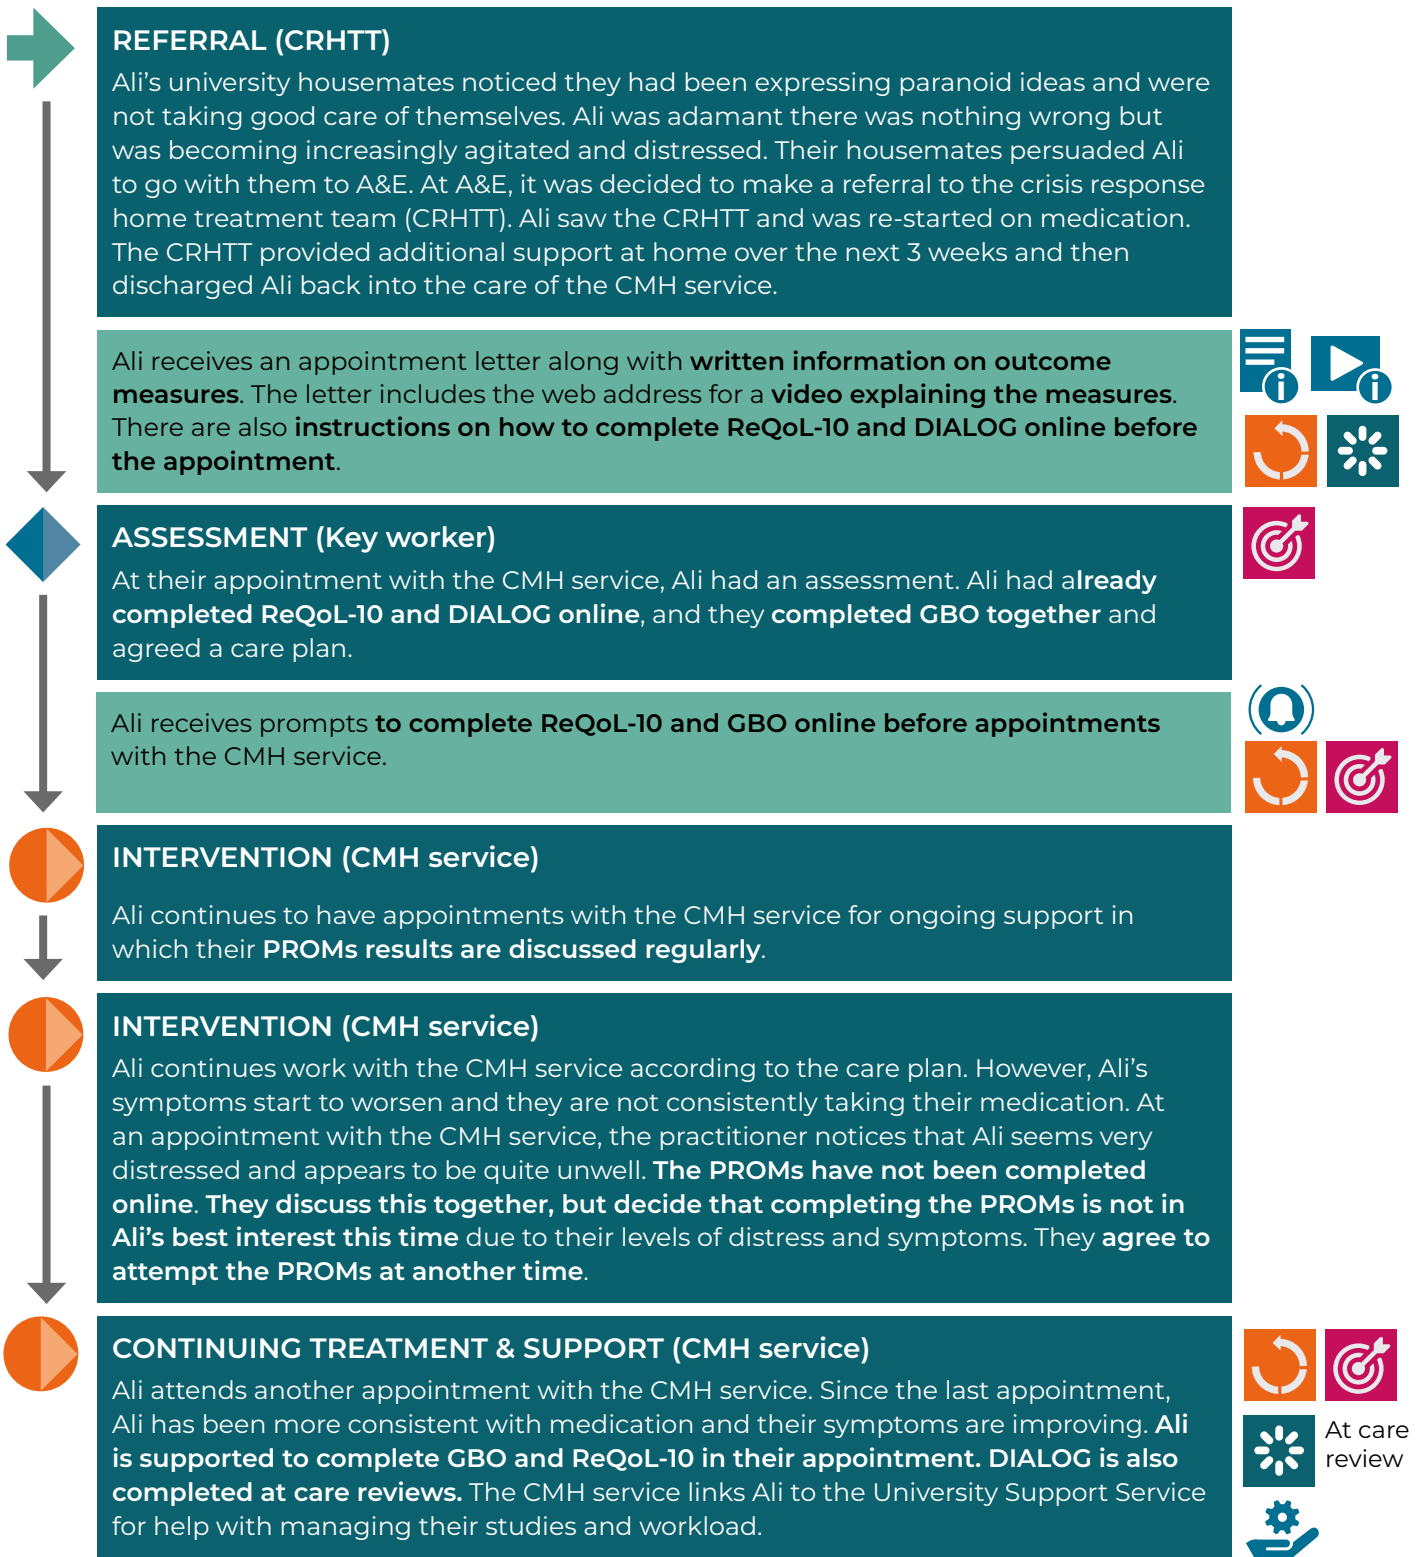 REFERRAL (CRHTT)
Ali’s university housemates noticed they had been expressing paranoid ideas and were
not taking good care of themselves. Ali was adamant there was nothing wrong but
was becoming increasingly agitated and distressed. Their housemates persuaded Ali
to go with them to A&E. At A&E, it was decided to make a referral to the crisis response
home treatment team (CRHTT). Ali saw the CRHTT and was re-started on medication.
The CRHTT provided additional support at home over the next 3 weeks and then
discharged Ali back into the care of the CMH service.
Ali receives an appointment letter along with written information on outcome
measures. The letter includes the web address for a video explaining the measures.
There are also instructions on how to complete ReQoL-10 and DIALOG online before
the appointment.
ASSESSMENT (Key worker)
At their appointment with the CMH service, Ali had an assessment. Ali had already
completed ReQoL-10 and DIALOG online, and they completed GBO together and
agreed a care plan.
Ali receives prompts to complete ReQoL-10 and GBO online before appointments
with the CMH service.
INTERVENTION (CMH service)
Ali continues to have appointments with the CMH service for ongoing support in
which their PROMs results are discussed regularly.
INTERVENTION (CMH service)
Ali continues work with the CMH service according to the care plan. However, Ali’s
symptoms start to worsen and they are not consistently taking their medication. At
an appointment with the CMH service, the practitioner notices that Ali seems very
distressed and appears to be quite unwell. The PROMs have not been completed
online. They discuss this together, but decide that completing the PROMs is not in
Ali’s best interest this time due to their levels of distress and symptoms. They agree to
attempt the PROMs at another time.
CONTINUING TREATMENT & SUPPORT (CMH service)
Ali attends another appointment with the CMH service. Since the last appointment,
Ali has been more consistent with medication and their symptoms are improving. Ali
is supported to complete GBO and ReQoL-10 in their appointment. DIALOG is also
completed at care reviews. The CMH service links Ali to the University Support Service
for help with managing their studies and workload.
At care
review